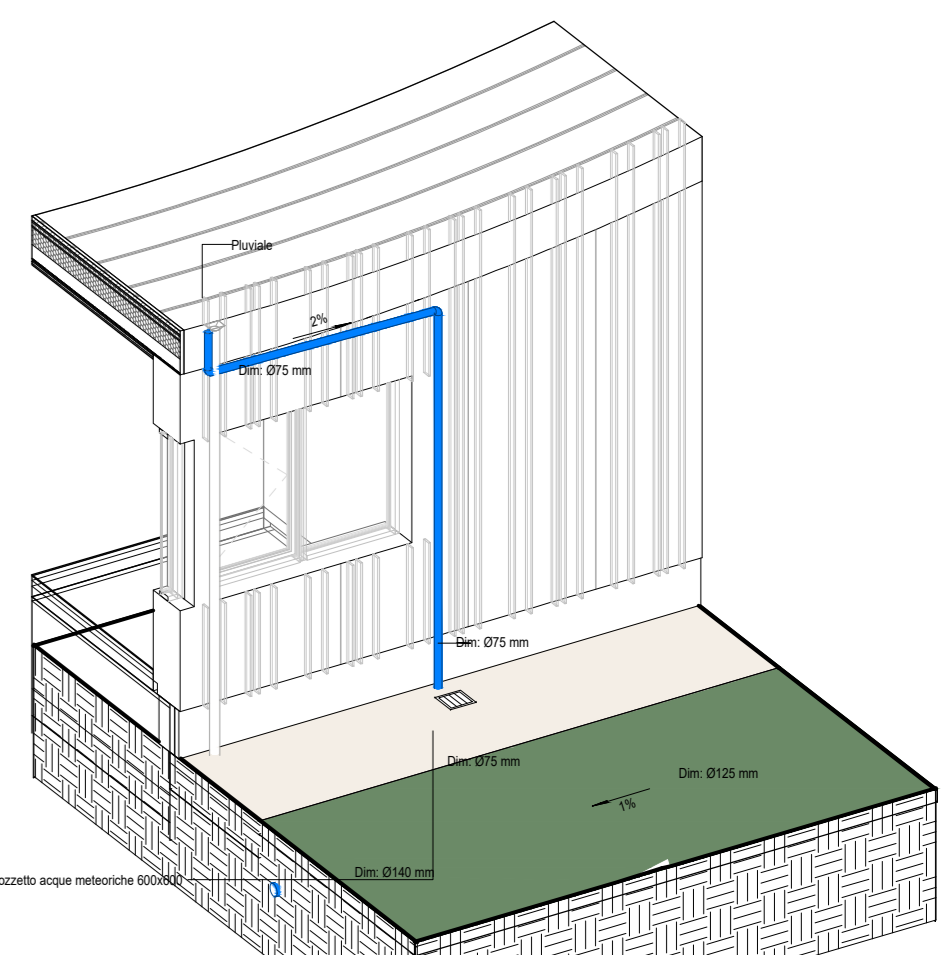 Pluviale
2%
Dim: Ø75 mm
Dim: Ø75 mm
Dim: Ø75 mm
Dim: Ø125 mm
1%
Dim: Ø140 mm
ozzetto acque meteoriche 600x600